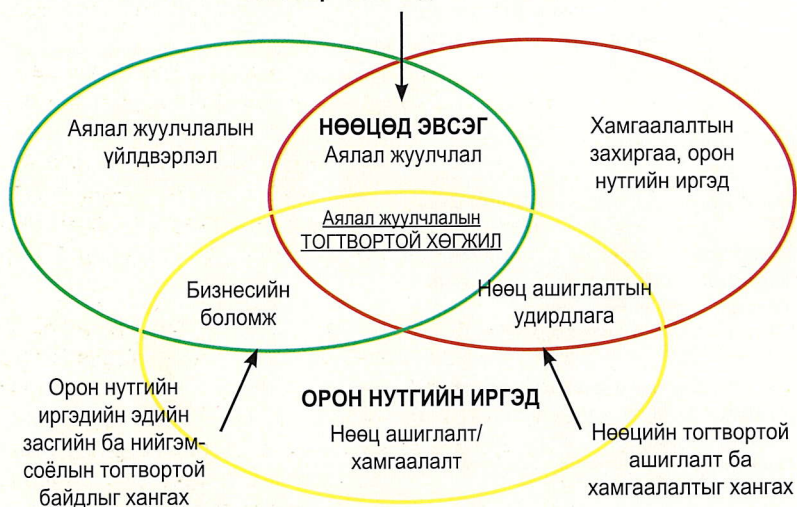 Аялал жуулчлалын
үйлдвэрлэл
НӨӨЦӨД ЭВСЭГ
Аялал жуулчлал
Хамгаалалтын
захиргаа, орон
нутгийн иргэд
Аялал жуулчлалын
ТОГТВОРТОЙ ХӨГЖИЛ
Бизнесийн
боломж
Нөөц ашиглалтын
удирдлага
Орон нутгийн
иргэдийн эдийн
засгийн ба нийгэм-
соёлын тогтвортой
байдлыг хангах
ОРОН НУТГИЙН ИРГЭД
Нөөц ашиглалт/
хамгаалалт
Нөөцийн тогтвортой
ашиглалт ба
хамгаалалтыг хангах